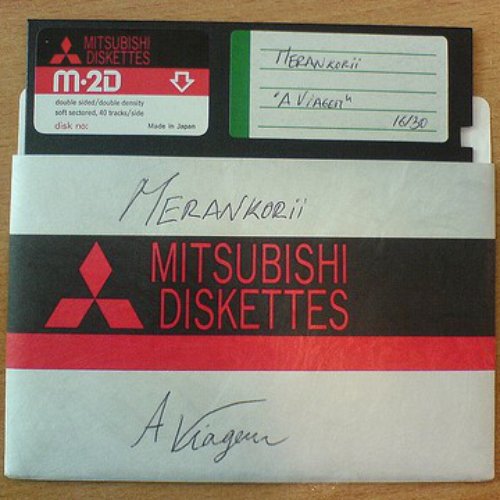 MITSUBISHI
DISKETTES
M·2D
double sided/double density
soft sectored, 40 tracks/side
disk no:
Made in Japan
MERANKORii
"A VIAGEM"
16/30
MERANKORii
MITSUBISHI
DISKETTES
A Viagem